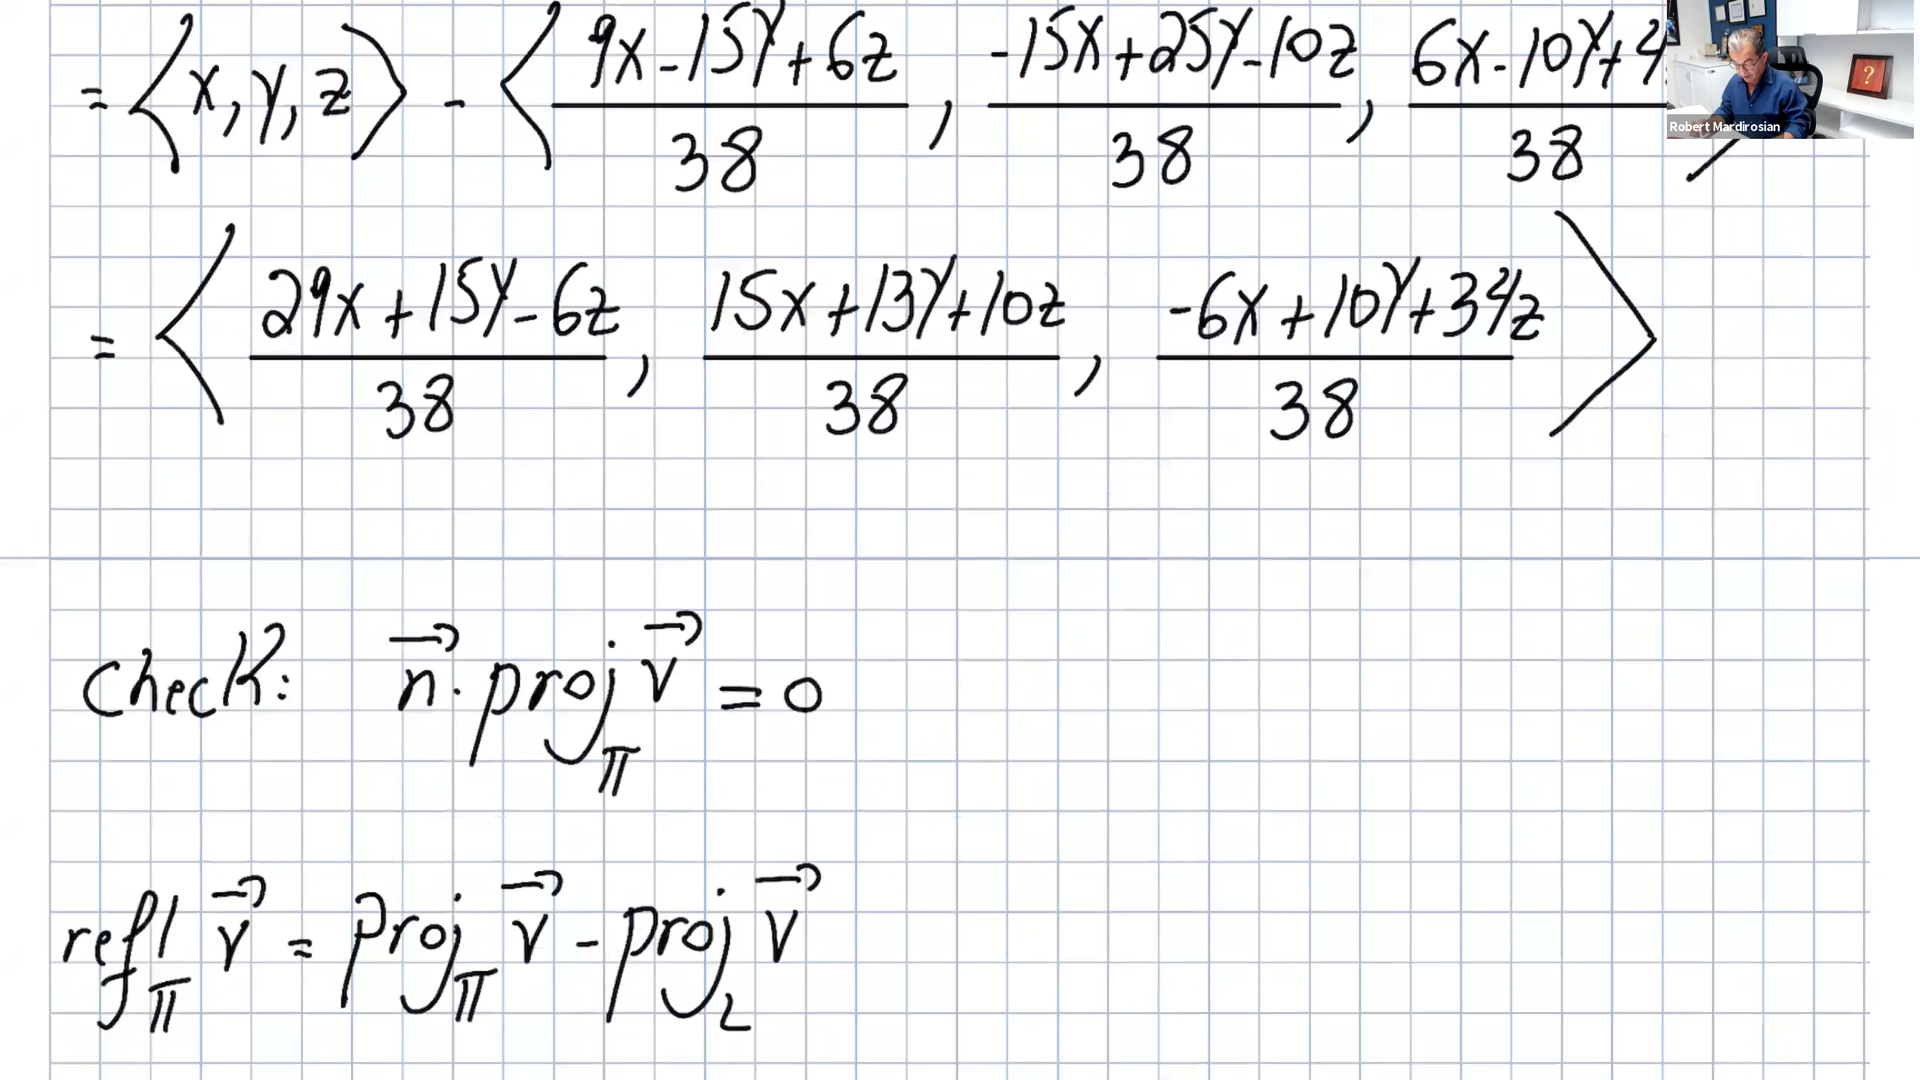 = ⟨x, y, z⟩ - ⟨ 9x-15y+6z / 38 , -15x+25y-10z / 38 , 6x-10y+4 / 38 ⟩
Robert Mardirosian
?
= ⟨ 29x+15y-6z / 38 , 15x+13y+10z / 38 , -6x+10y+34z / 38 ⟩
Check: n⃗ · proj_π v⃗ = 0
refl_π v⃗ = proj_π v⃗ - proj_L v⃗